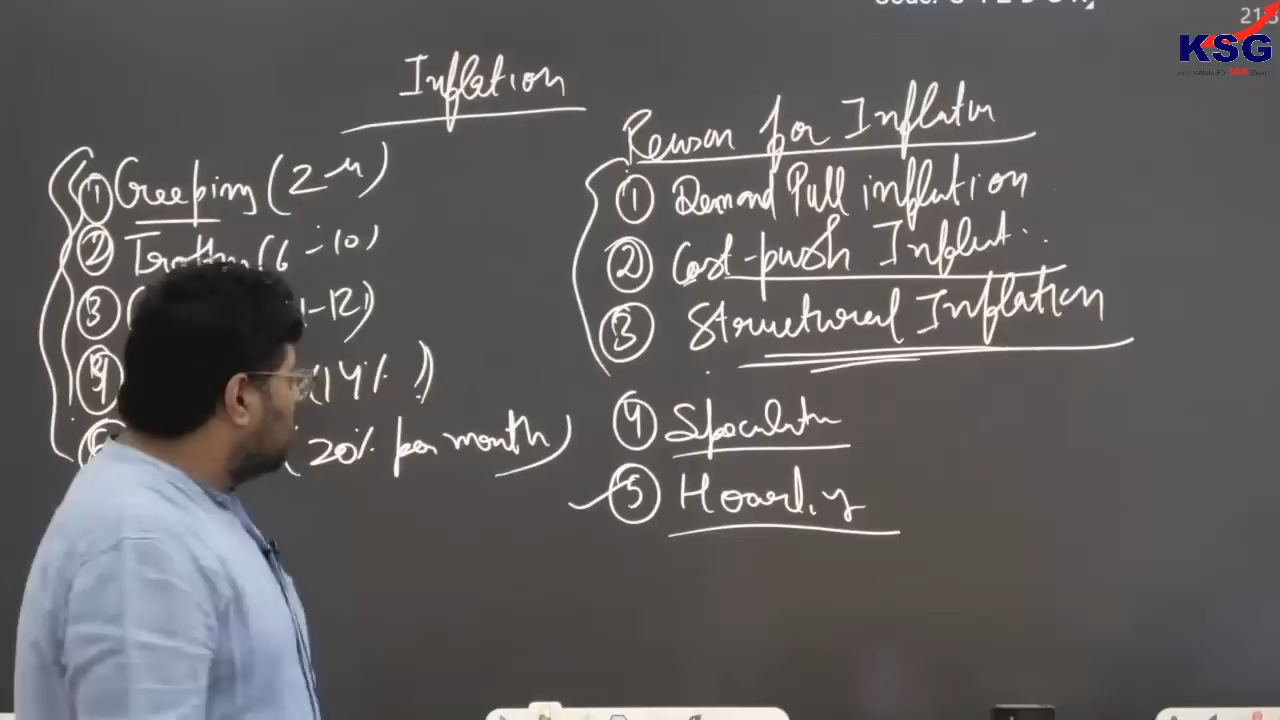 KSG
Inflation
① Creeping (2-4)
② Trotting (6-10)
③ -12)
④ (14% )
(20% per month)
Reason for Inflation
① Demand Pull inflation
② Cost-push Inflat..
③ Structural Inflation
④ Speculation
⑤ Hoarding